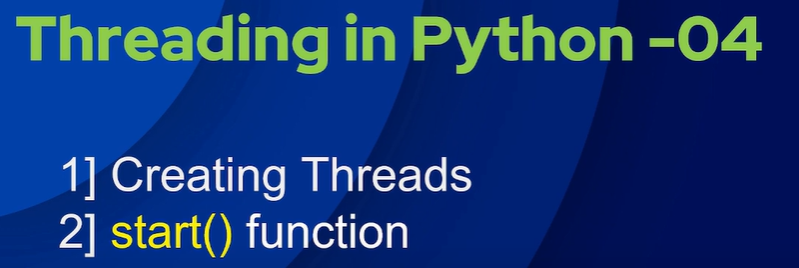 Threading in Python -04
1] Creating Threads
2] start() function